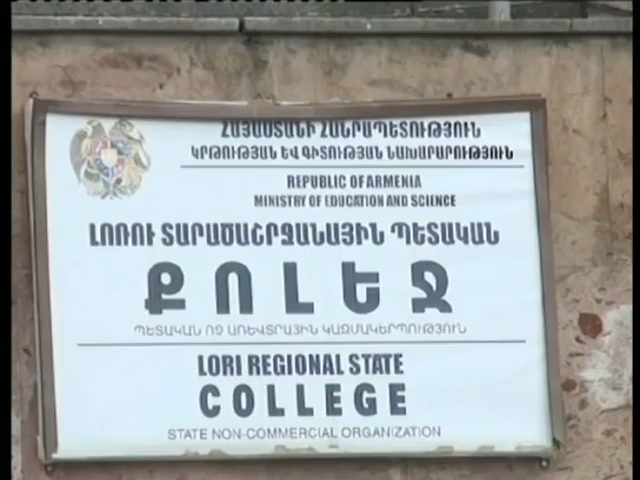 ՀԱՅԱՍՏԱՆԻ ՀԱՆՐԱՊԵՏՈՒԹՅՈՒՆ
ԿՐԹՈՒԹՅԱՆ ԵՎ ԳԻՏՈՒԹՅԱՆ ՆԱԽԱՐԱՐՈՒԹՅՈՒՆ
REPUBLIC OF ARMENIA
MINISTRY OF EDUCATION AND SCIENCE
ԼՈՌՈՒ ՏԱՐԱԾԱՇՐՋԱՆԱՅԻՆ ՊԵՏԱԿԱՆ
ՔՈԼԵՋ
ՊԵՏԱԿԱՆ ՈՉ ԱՌԵՎՏՐԱՅԻՆ ԿԱԶՄԱԿԵՐՊՈՒԹՅՈՒՆ
LORI REGIONAL STATE
COLLEGE
STATE NON-COMMERCIAL ORGANIZATION